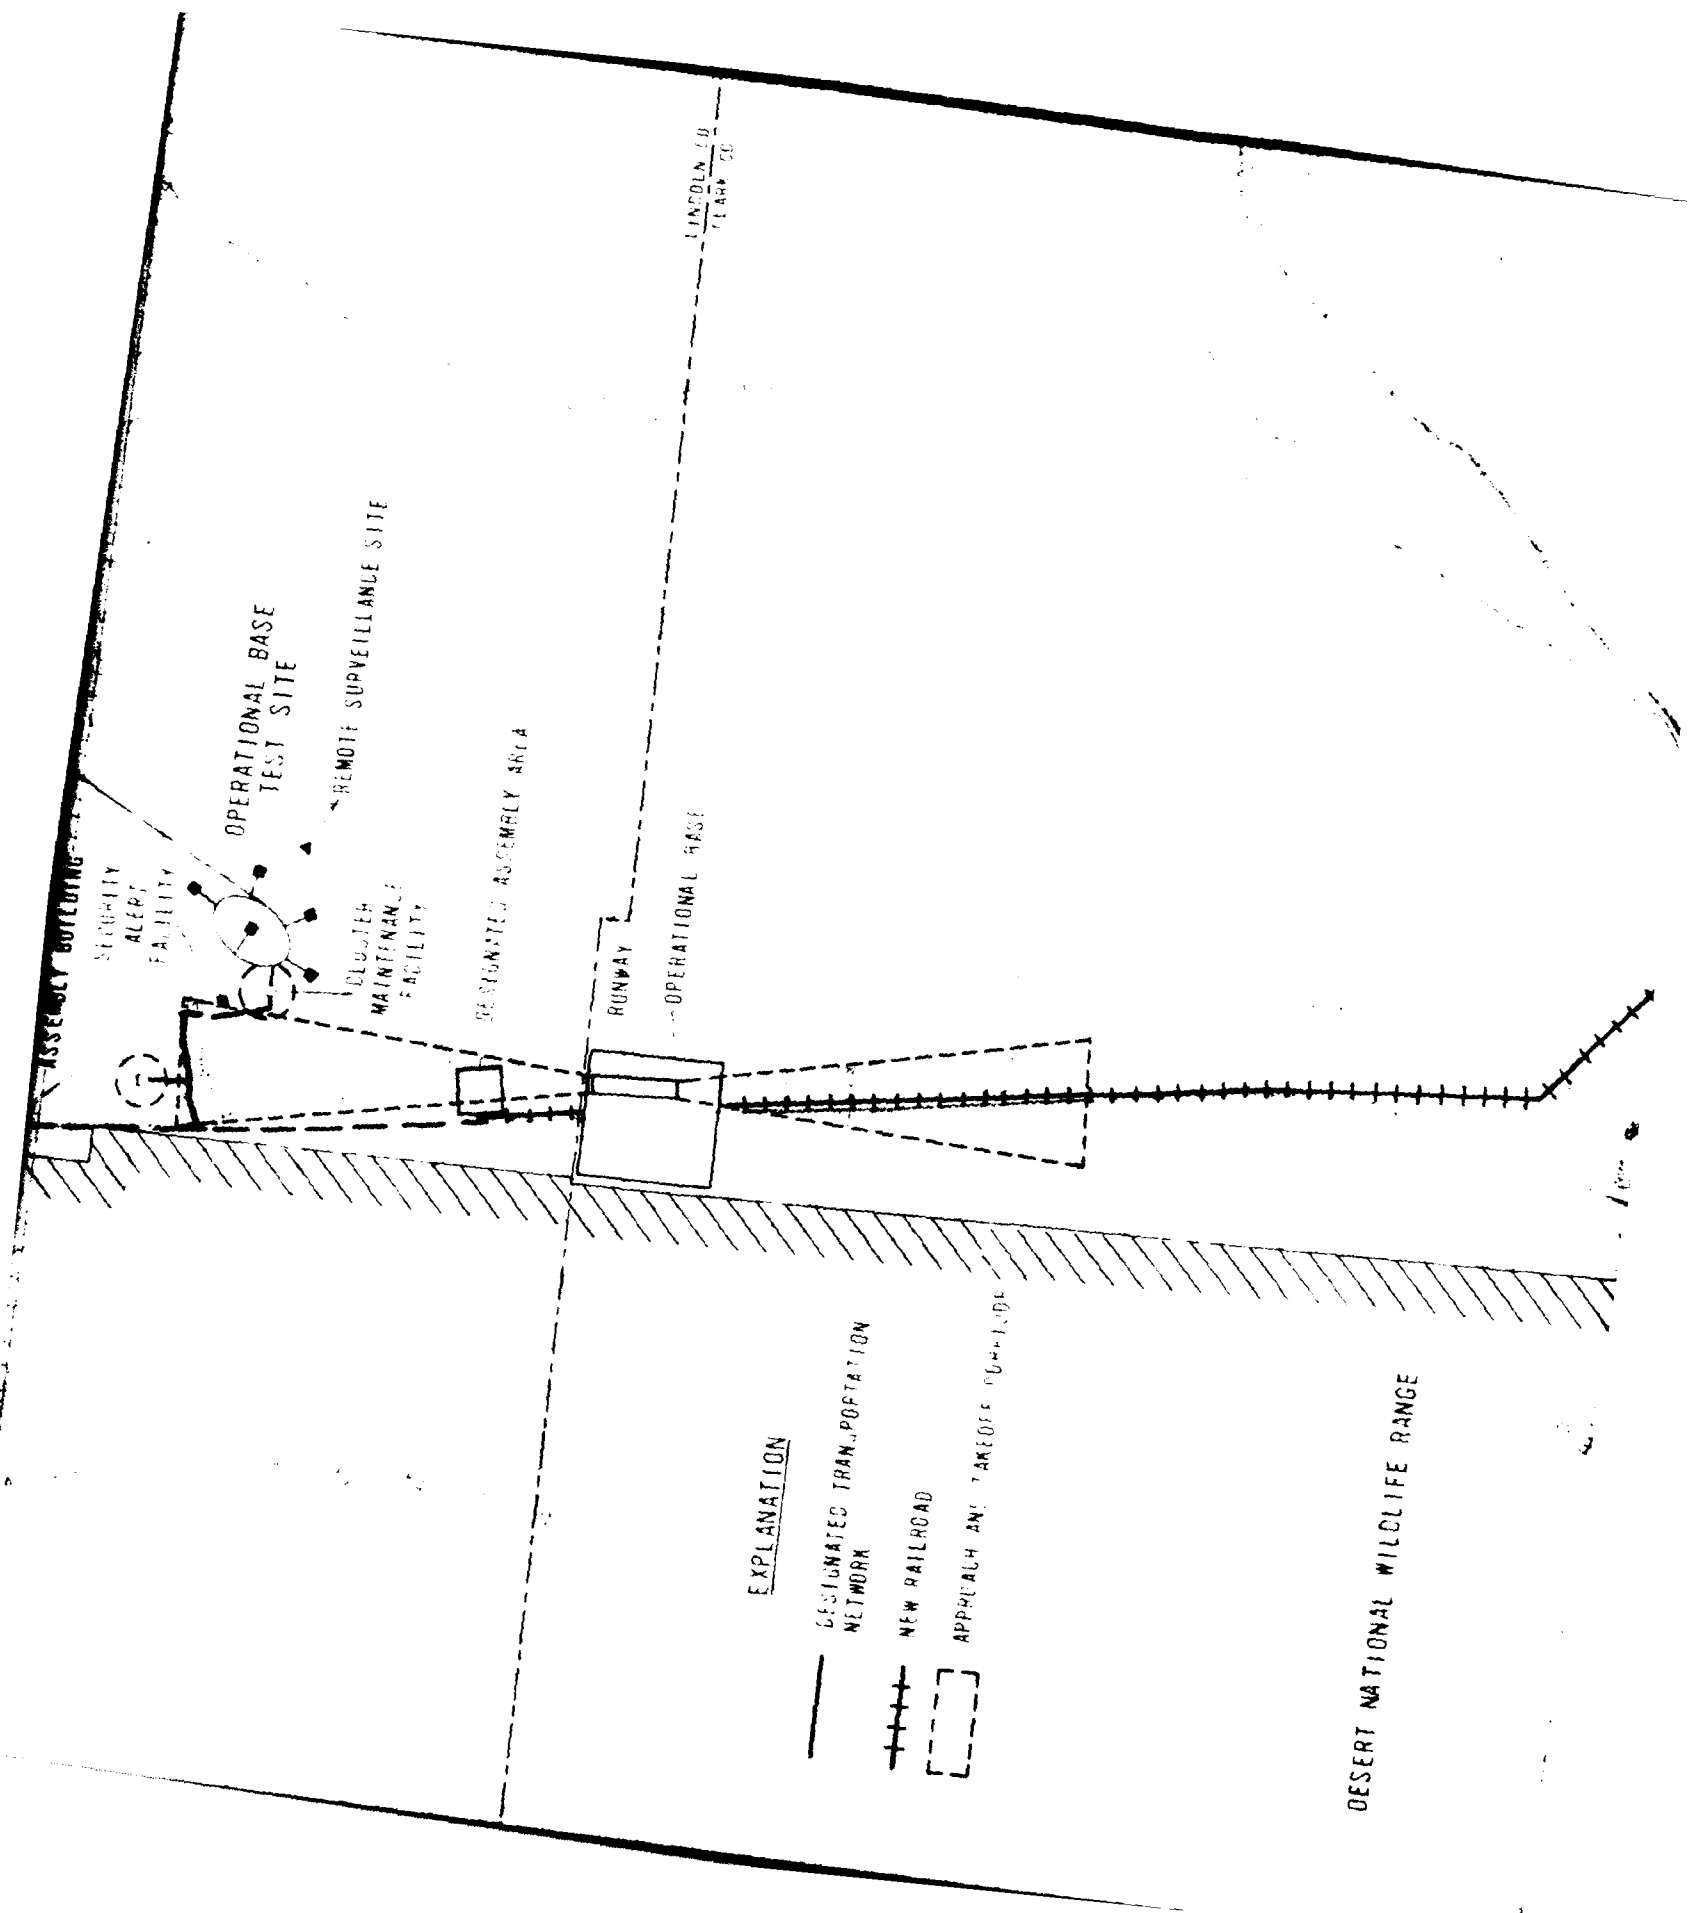 LINCOLN CO
CLARK CO
OPERATIONAL BASE
TEST SITE
REMOTE SURVEILLANCE SITE
ASSEMBLY BUILDING
SECURITY
ALERT
FACILITY
CLUSTER
MAINTENANCE
FACILITY
DESIGNATED ASSEMBLY AREA
RUNWAY
OPERATIONAL BASE
EXPLANATION
DESIGNATED TRANSPORTATION
NETWORK
NEW RAILROAD
APPROACH AND TAKEOFF CORRIDOR
DESERT NATIONAL WILDLIFE RANGE